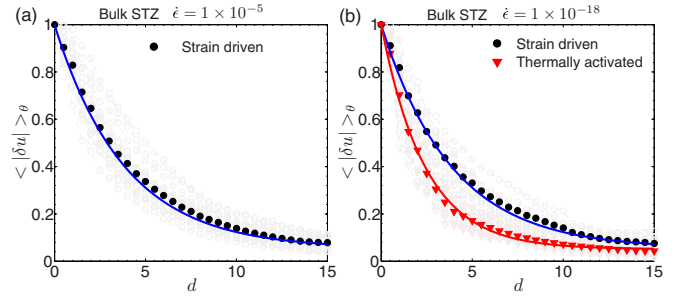 (a)
Bulk STZ ε̇ = 1 × 10⁻⁵
Strain driven
< |δu| >θ
1
0.8
0.6
0.4
0.2
0
0 5 10 15
d
(b)
Bulk STZ ε̇ = 1 × 10⁻¹⁸
Strain driven
Thermally activated
< |δu| >θ
1
0.8
0.6
0.4
0.2
0
0 5 10 15
d